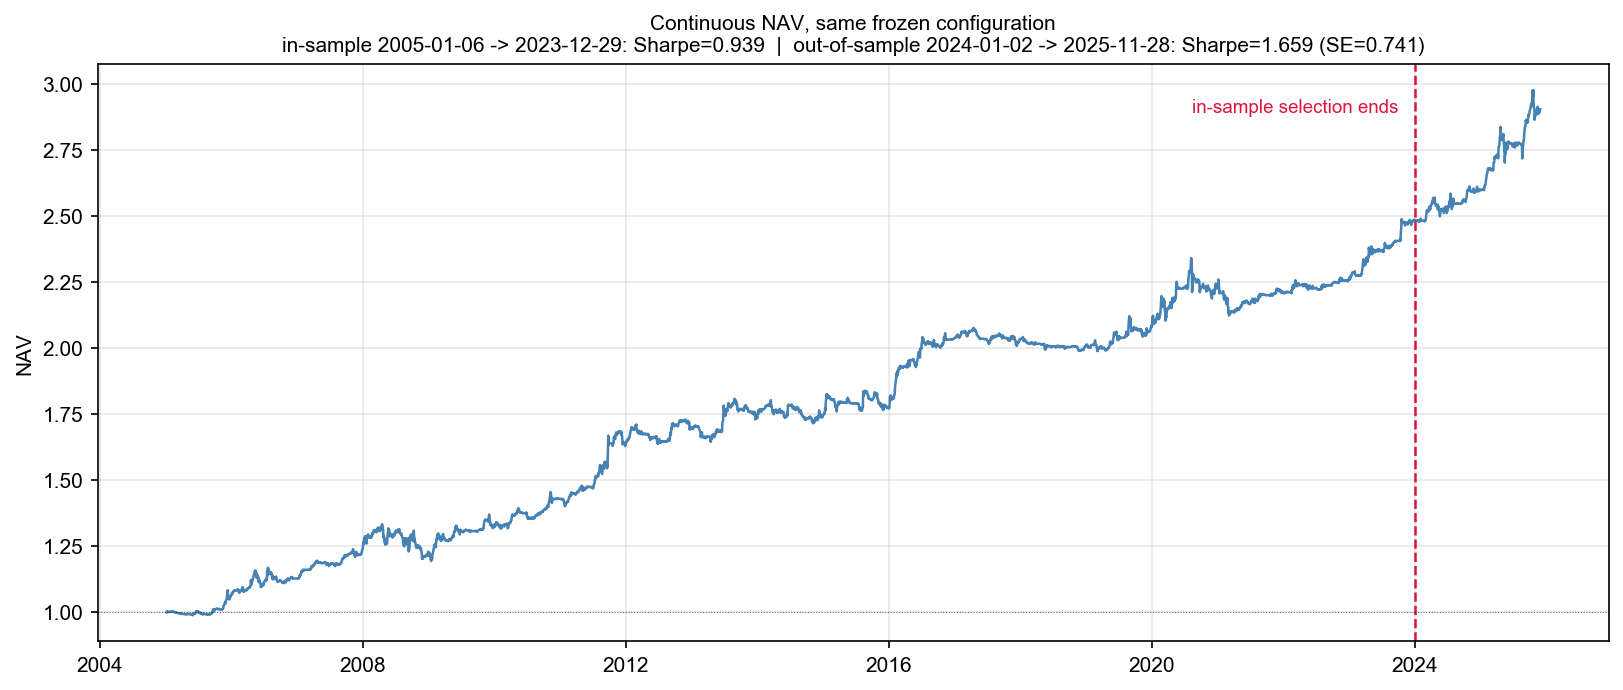 Continuous NAV, same frozen configuration
in-sample 2005-01-06 -> 2023-12-29: Sharpe=0.939 | out-of-sample 2024-01-02 -> 2025-11-28: Sharpe=1.659 (SE=0.741)
3.00
in-sample selection ends
2.75
2.50
2.25
2.00
NAV
1.75
1.50
1.25
1.00
2004 2008 2012 2016 2020 2024